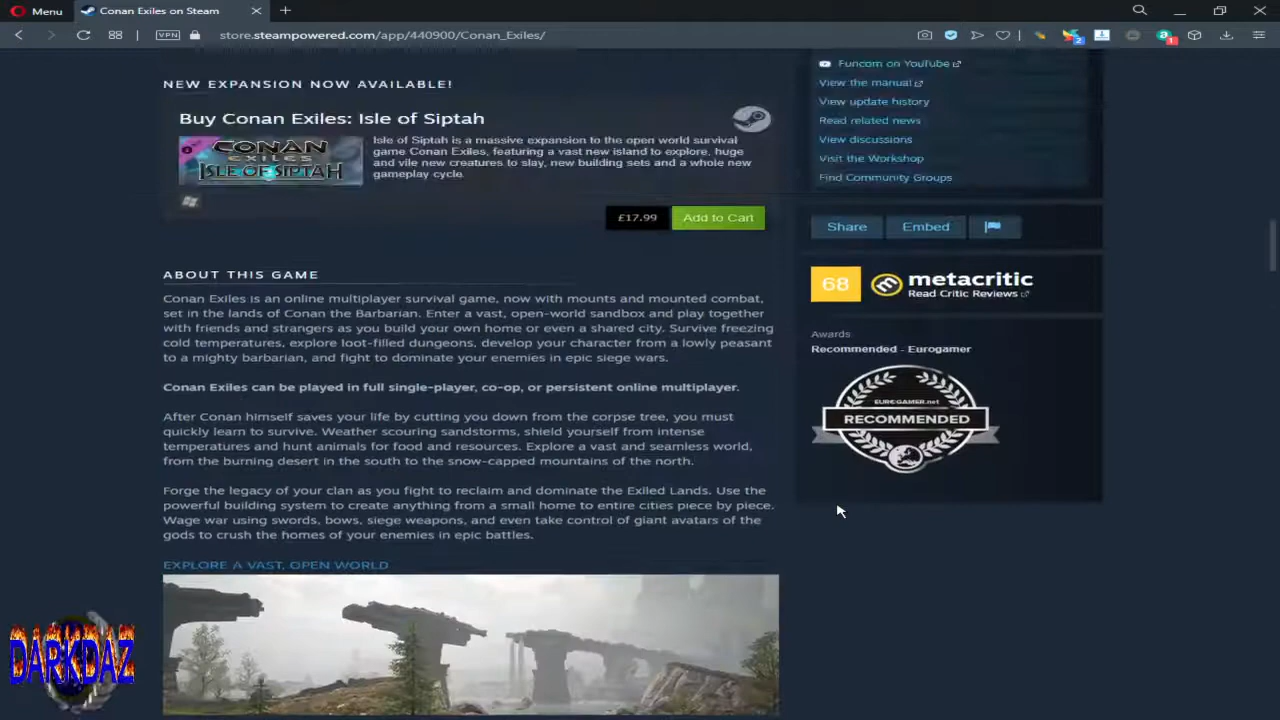 Menu
Conan Exiles on Steam
VPN
store.steampowered.com/app/440900/Conan_Exiles/
2
1
Funcom on YouTube
View the manual
View update history
Read related news
View discussions
Visit the Workshop
Find Community Groups
NEW EXPANSION NOW AVAILABLE!
Buy Conan Exiles: Isle of Siptah
CONAN
EXILES
ISLE OF SIPTAH
Isle of Siptah is a massive expansion to the open world survival
game Conan Exiles, featuring a vast new island to explore, huge
and vile new creatures to slay, new building sets and a whole new
gameplay cycle.
£17.99
Add to Cart
Share
Embed
68
metacritic
Read Critic Reviews
Awards
Recommended - Eurogamer
EUROGAMER.net
RECOMMENDED
ABOUT THIS GAME
Conan Exiles is an online multiplayer survival game, now with mounts and mounted combat,
set in the lands of Conan the Barbarian. Enter a vast, open-world sandbox and play together
with friends and strangers as you build your own home or even a shared city. Survive freezing
cold temperatures, explore loot-filled dungeons, develop your character from a lowly peasant
to a mighty barbarian, and fight to dominate your enemies in epic siege wars.
Conan Exiles can be played in full single-player, co-op, or persistent online multiplayer.
After Conan himself saves your life by cutting you down from the corpse tree, you must
quickly learn to survive. Weather scouring sandstorms, shield yourself from intense
temperatures and hunt animals for food and resources. Explore a vast and seamless world,
from the burning desert in the south to the snow-capped mountains of the north.
Forge the legacy of your clan as you fight to reclaim and dominate the Exiled Lands. Use the
powerful building system to create anything from a small home to entire cities piece by piece.
Wage war using swords, bows, siege weapons, and even take control of giant avatars of the
gods to crush the homes of your enemies in epic battles.
EXPLORE A VAST, OPEN WORLD
DARKDAZ